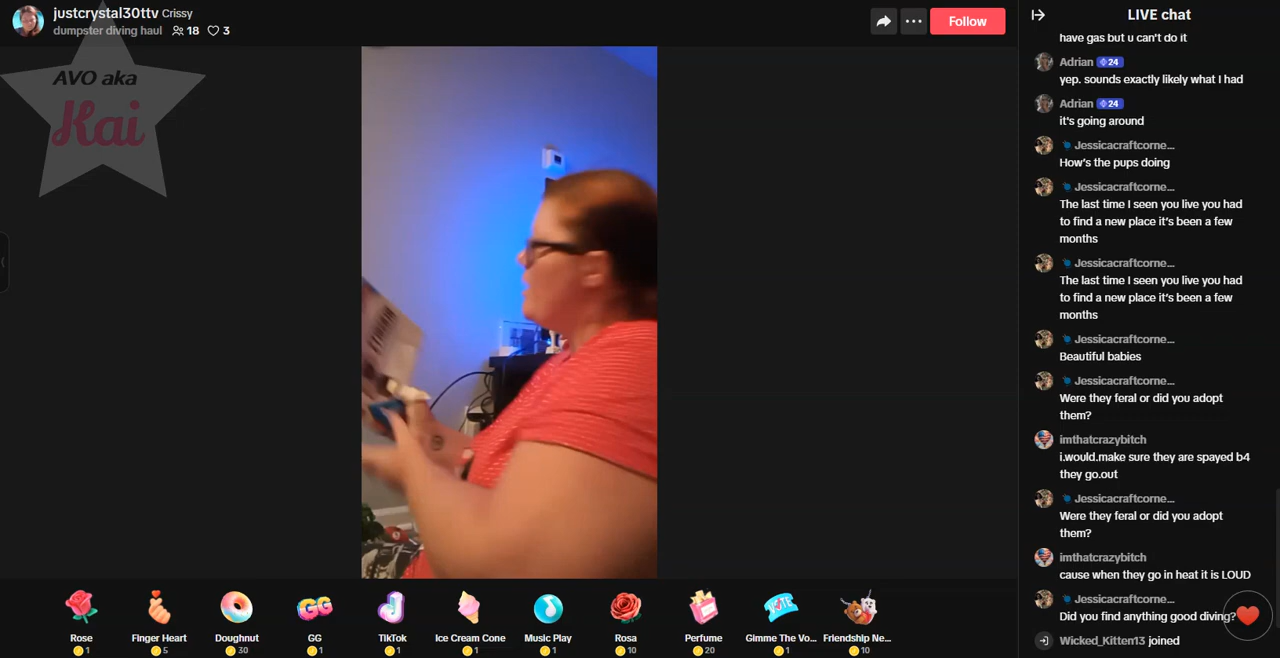 justcrystal30ttv Crissy
dumpster diving haul 18 3
Follow
LIVE chat
AVO aka
Kai
have gas but u can't do it
Adrian 24
yep. sounds exactly likely what I had
Adrian 24
it's going around
Jessicacraftcorne...
How's the pups doing
Jessicacraftcorne...
The last time I seen you live you had
to find a new place it's been a few
months
Jessicacraftcorne...
The last time I seen you live you had
to find a new place it's been a few
months
Jessicacraftcorne...
Beautiful babies
Jessicacraftcorne...
Were they feral or did you adopt
them?
imthatcrazybitch
i.would.make sure they are spayed b4
they go.out
Jessicacraftcorne...
Were they feral or did you adopt
them?
imthatcrazybitch
cause when they go in heat it is LOUD
Jessicacraftcorne...
Did you find anything good diving?
Wicked_Kitten13 joined
GG
VOTE
Rose Finger Heart Doughnut GG TikTok Ice Cream Cone Music Play Rosa Perfume Gimme The Vo... Friendship Ne...
1 5 30 1 1 1 1 10 20 1 10